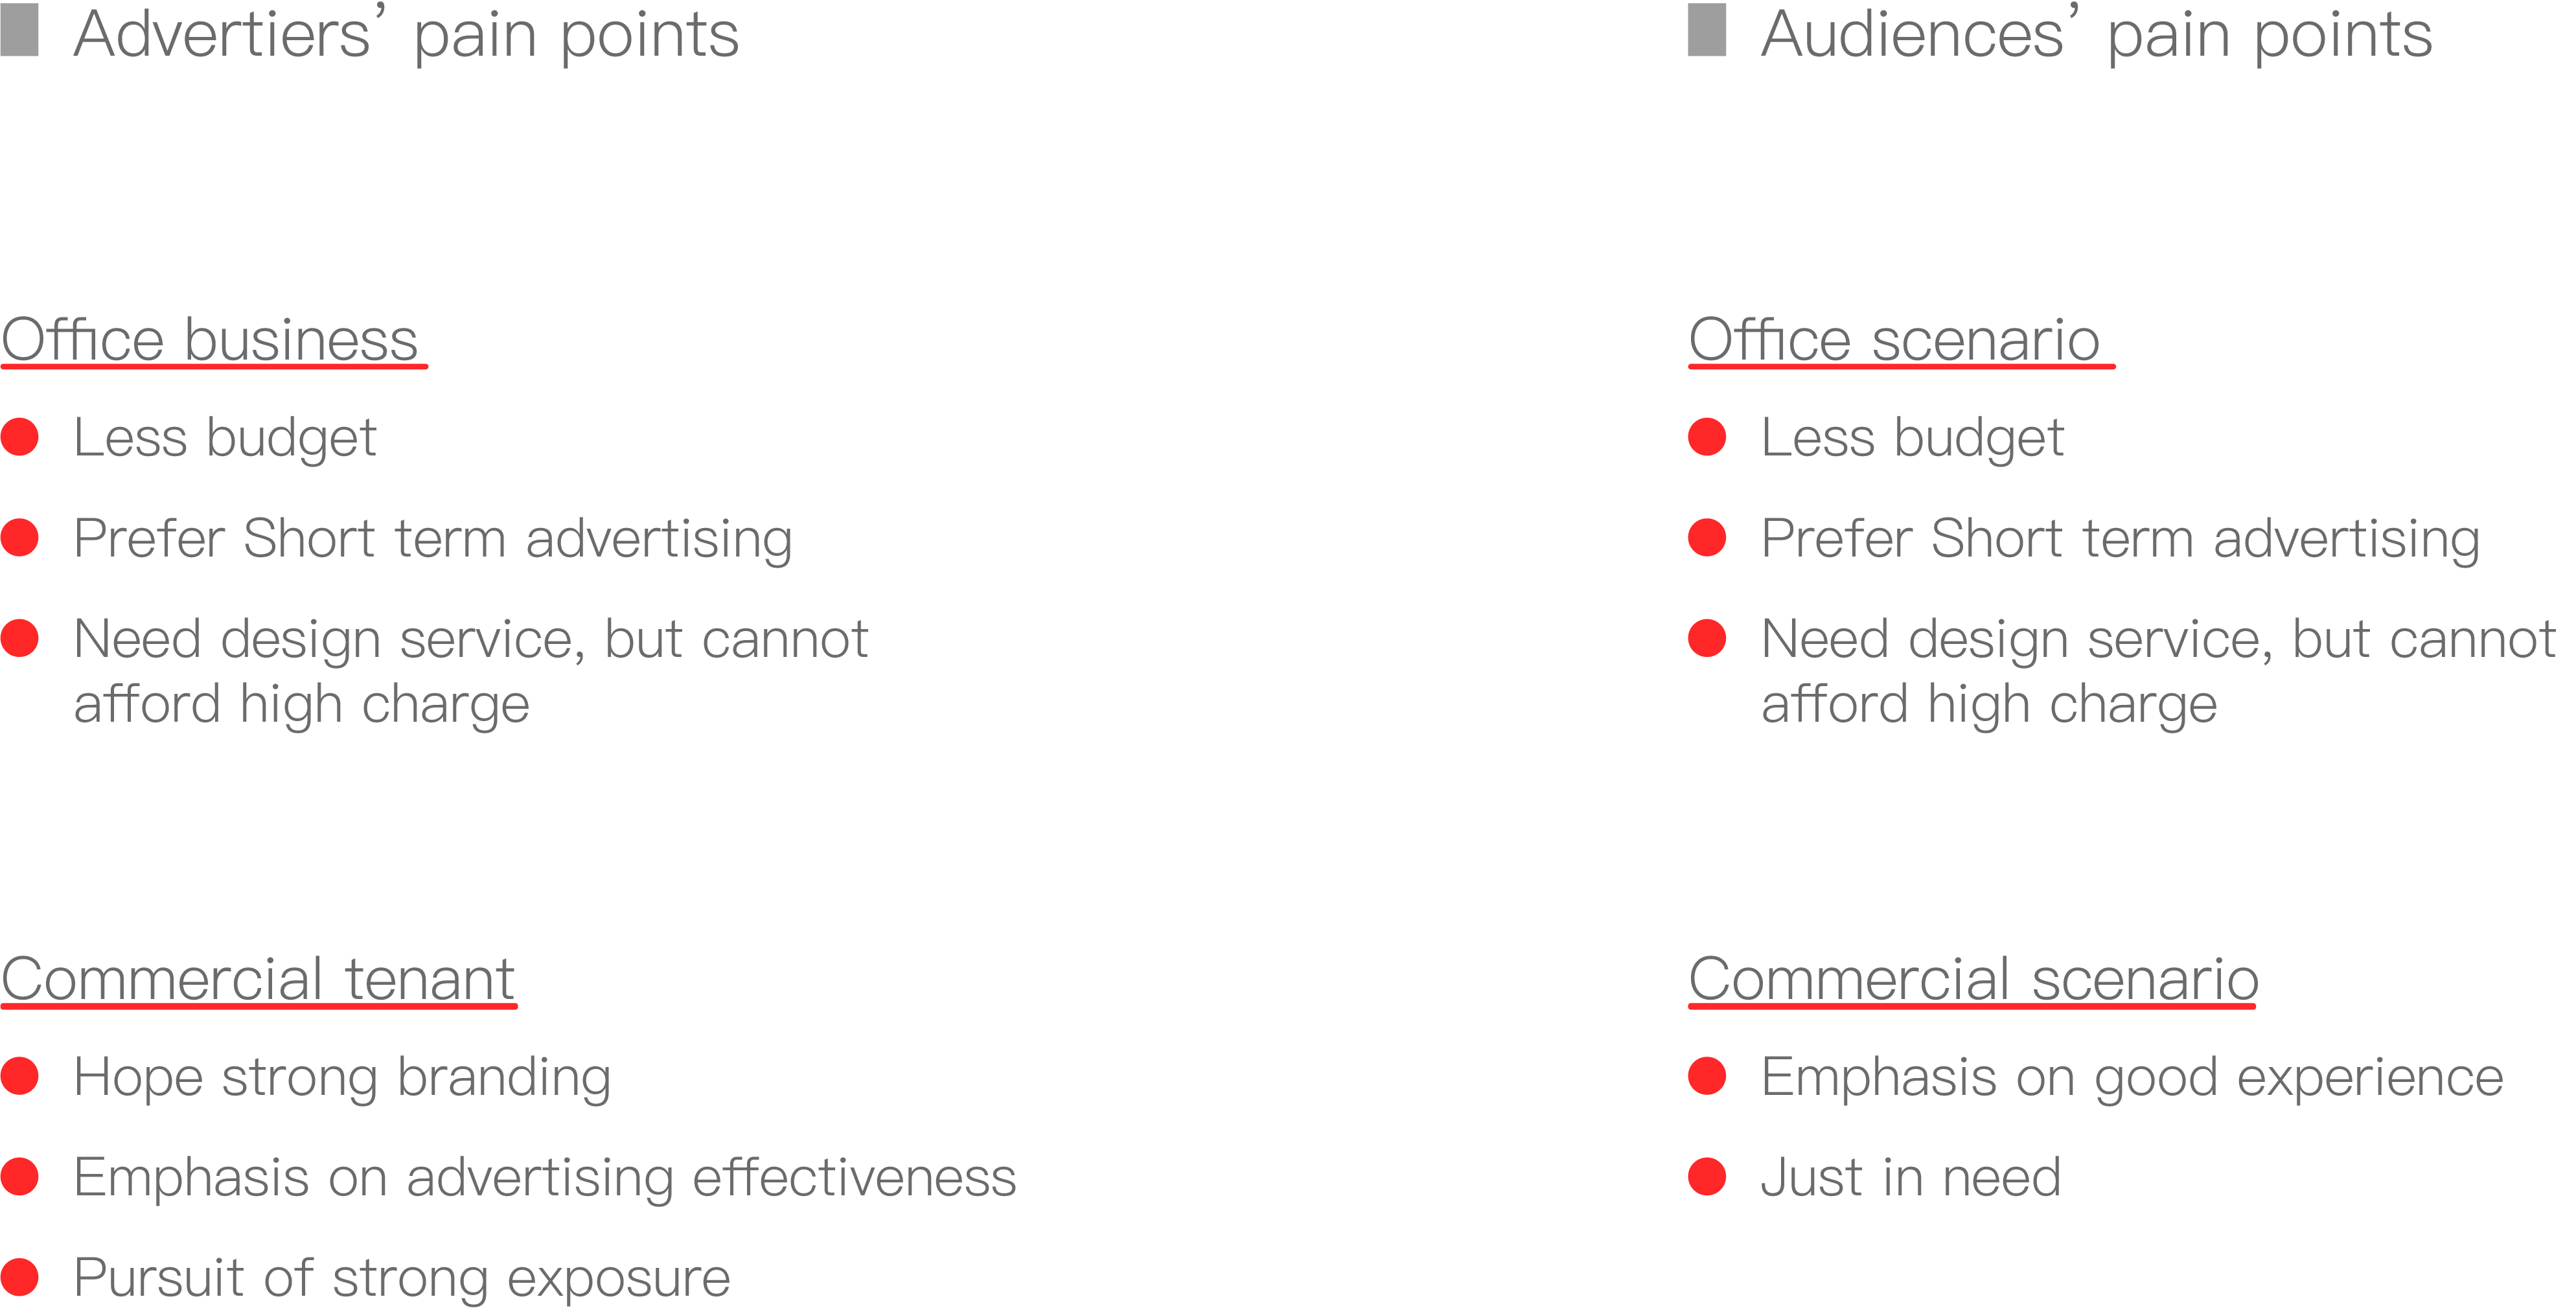 Advertiers’ pain points
Office business
Less budget
Prefer Short term advertising
Need design service, but cannot
afford high charge
Commercial tenant
Hope strong branding
Emphasis on advertising effectiveness
Pursuit of strong exposure
Audiences’ pain points
Office scenario
Less budget
Prefer Short term advertising
Need design service, but cannot
afford high charge
Commercial scenario
Emphasis on good experience
Just in need